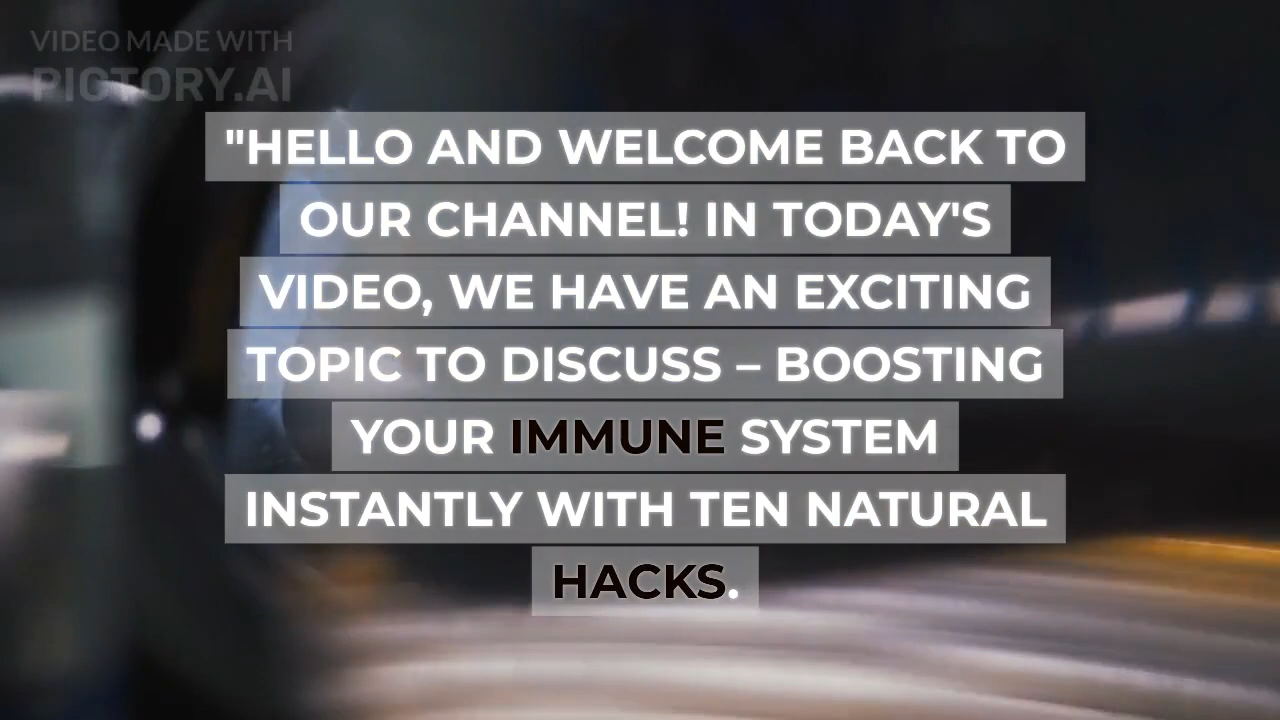 VIDEO MADE WITH
PICTORY.AI
"HELLO AND WELCOME BACK TO
OUR CHANNEL! IN TODAY'S
VIDEO, WE HAVE AN EXCITING
TOPIC TO DISCUSS – BOOSTING
YOUR IMMUNE SYSTEM
INSTANTLY WITH TEN NATURAL
HACKS.